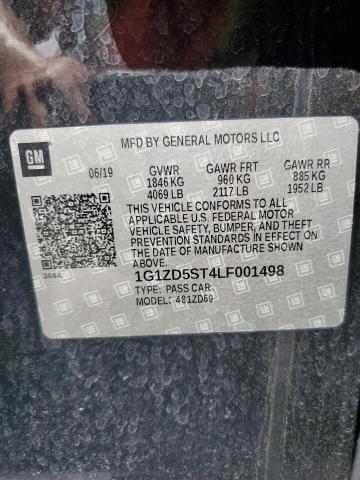 MFD BY GENERAL MOTORS LLC
GM
06/19 GVWR GAWR FRT GAWR RR
1846 KG 960 KG 885 KG
4069 LB 2117 LB 1952 LB
THIS VEHICLE CONFORMS TO ALL
APPLICABLE U.S. FEDERAL MOTOR
VEHICLE SAFETY, BUMPER, AND THEFT
PREVENTION STANDARDS IN EFFECT ON
THE DATE OF MANUFACTURE SHOWN
ABOVE.
384A
1G1ZD5ST4LF001498
TYPE: PASS CAR
MODEL: 481ZD69